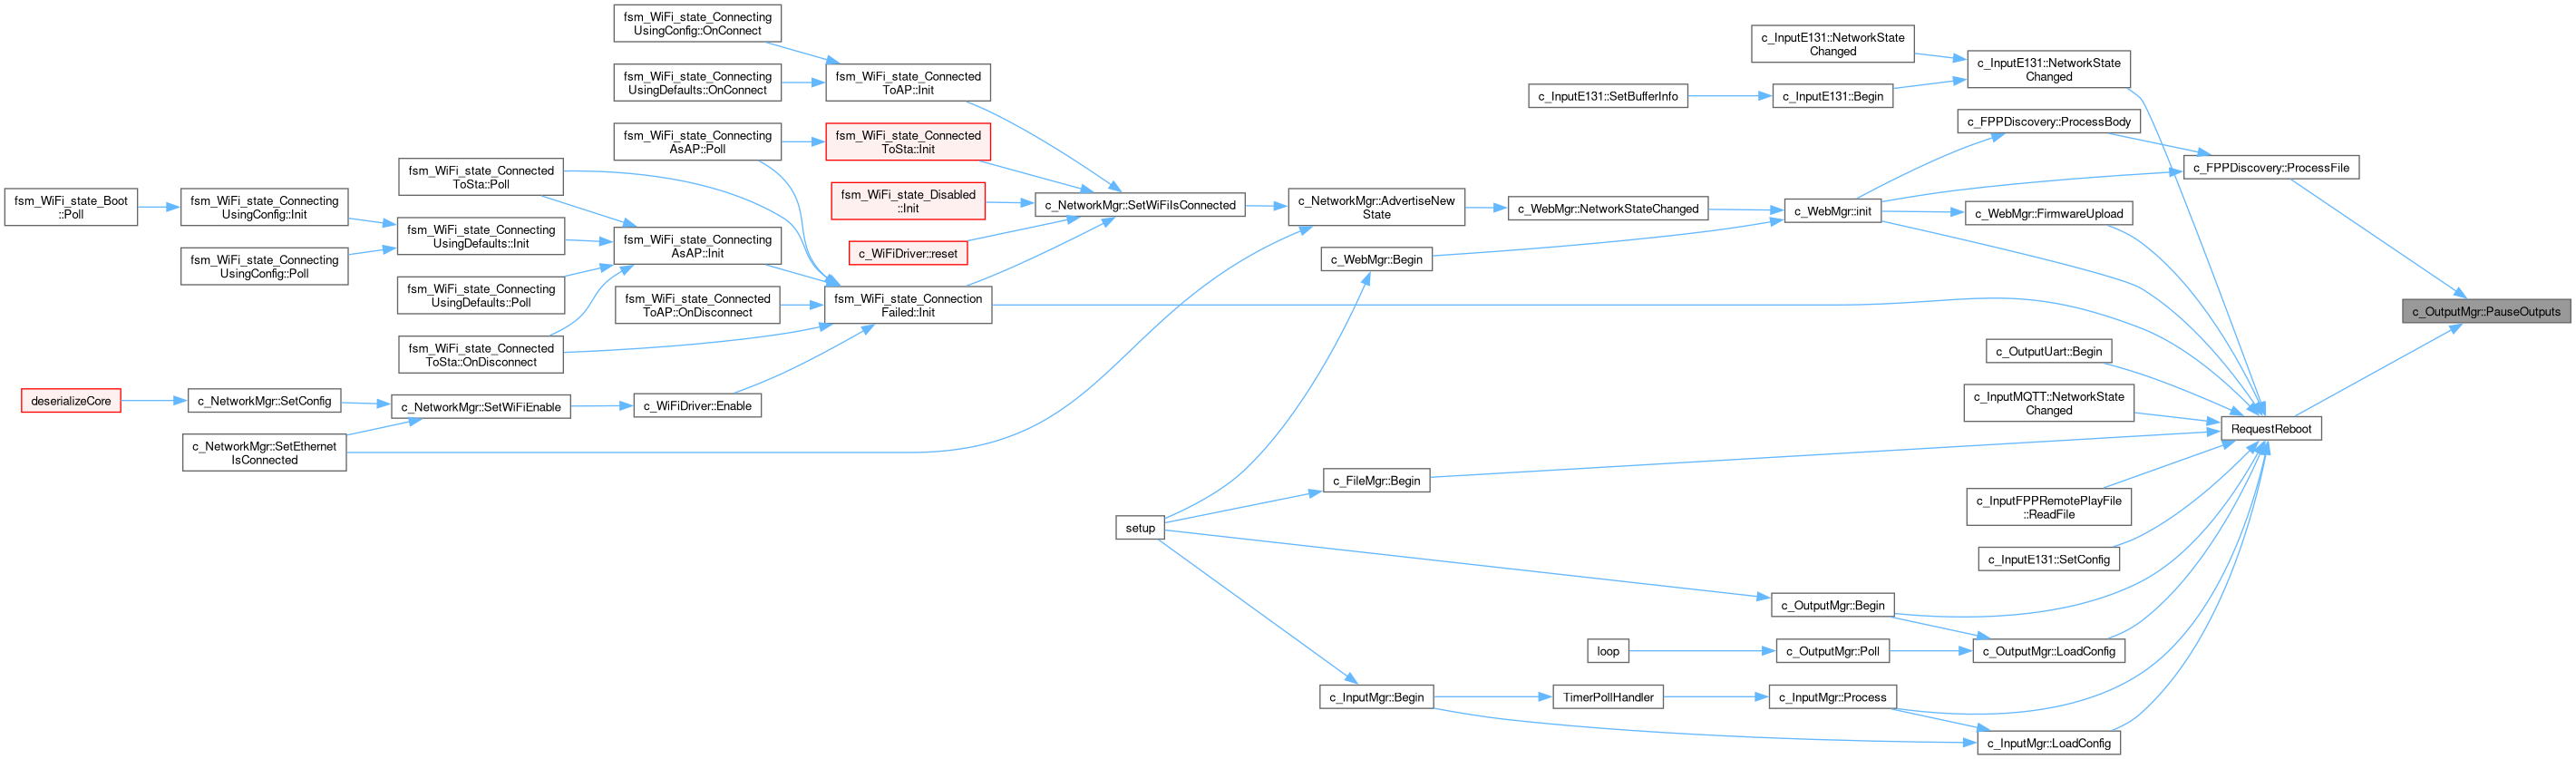 fsm_WiFi_state_Connecting
UsingConfig::OnConnect
c_InputE131::NetworkState
Changed
c_InputE131::NetworkState
Changed
fsm_WiFi_state_Connecting
UsingDefaults::OnConnect
fsm_WiFi_state_Connected
ToAP::Init
c_InputE131::SetBufferInfo
c_InputE131::Begin
c_FPPDiscovery::ProcessBody
fsm_WiFi_state_Connecting
AsAP::Poll
fsm_WiFi_state_Connected
ToSta::Init
c_FPPDiscovery::ProcessFile
fsm_WiFi_state_Connected
ToSta::Poll
fsm_WiFi_state_Boot
::Poll
fsm_WiFi_state_Connecting
UsingConfig::Init
fsm_WiFi_state_Disabled
::Init
c_NetworkMgr::SetWiFiIsConnected
c_NetworkMgr::AdvertiseNew
State
c_WebMgr::NetworkStateChanged
c_WebMgr::init
c_WebMgr::FirmwareUpload
fsm_WiFi_state_Connecting
UsingDefaults::Init
fsm_WiFi_state_Connecting
AsAP::Init
c_WiFiDriver::reset
c_WebMgr::Begin
fsm_WiFi_state_Connecting
UsingConfig::Poll
fsm_WiFi_state_Connecting
UsingDefaults::Poll
fsm_WiFi_state_Connected
ToAP::OnDisconnect
fsm_WiFi_state_Connection
Failed::Init
c_OutputMgr::PauseOutputs
fsm_WiFi_state_Connected
ToSta::OnDisconnect
c_OutputUart::Begin
deserializeCore
c_NetworkMgr::SetConfig
c_NetworkMgr::SetWiFiEnable
c_WiFiDriver::Enable
c_InputMQTT::NetworkState
Changed
RequestReboot
c_NetworkMgr::SetEthernet
IsConnected
c_FileMgr::Begin
c_InputFPPRemotePlayFile
::ReadFile
setup
c_InputE131::SetConfig
c_OutputMgr::Begin
loop
c_OutputMgr::Poll
c_OutputMgr::LoadConfig
c_InputMgr::Begin
TimerPollHandler
c_InputMgr::Process
c_InputMgr::LoadConfig